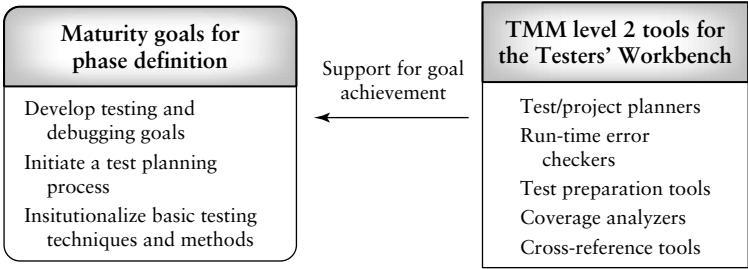 Maturity goals for
phase definition
Develop testing and
debugging goals
Initiate a test planning
process
Insitutionalize basic testing
techniques and methods
Support for goal
achievement
TMM level 2 tools for
the Testers' Workbench
Test/project planners
Run-time error
checkers
Test preparation tools
Coverage analyzers
Cross-reference tools